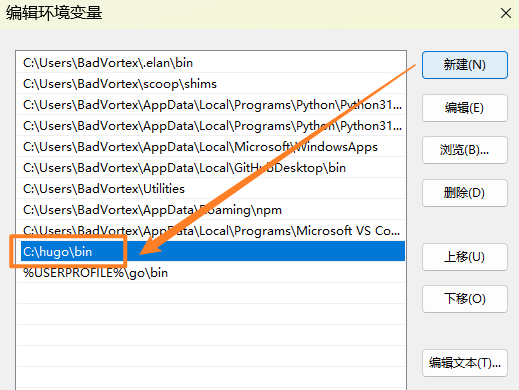 编辑环境变量
C:\Users\BadVortex\.elan\bin
C:\Users\BadVortex\scoop\shims
C:\Users\BadVortex\AppData\Local\Programs\Python\Python31...
C:\Users\BadVortex\AppData\Local\Programs\Python\Python31...
C:\Users\BadVortex\AppData\Local\Microsoft\WindowsApps
C:\Users\BadVortex\AppData\Local\GitHubDesktop\bin
C:\Users\BadVortex\Utilities
C:\Users\BadVortex\AppData\Roaming\npm
C:\Users\BadVortex\AppData\Local\Programs\Microsoft VS Co...
C:\hugo\bin
%USERPROFILE%\go\bin
新建(N)
编辑(E)
浏览(B)...
删除(D)
上移(U)
下移(O)
编辑文本(T)...